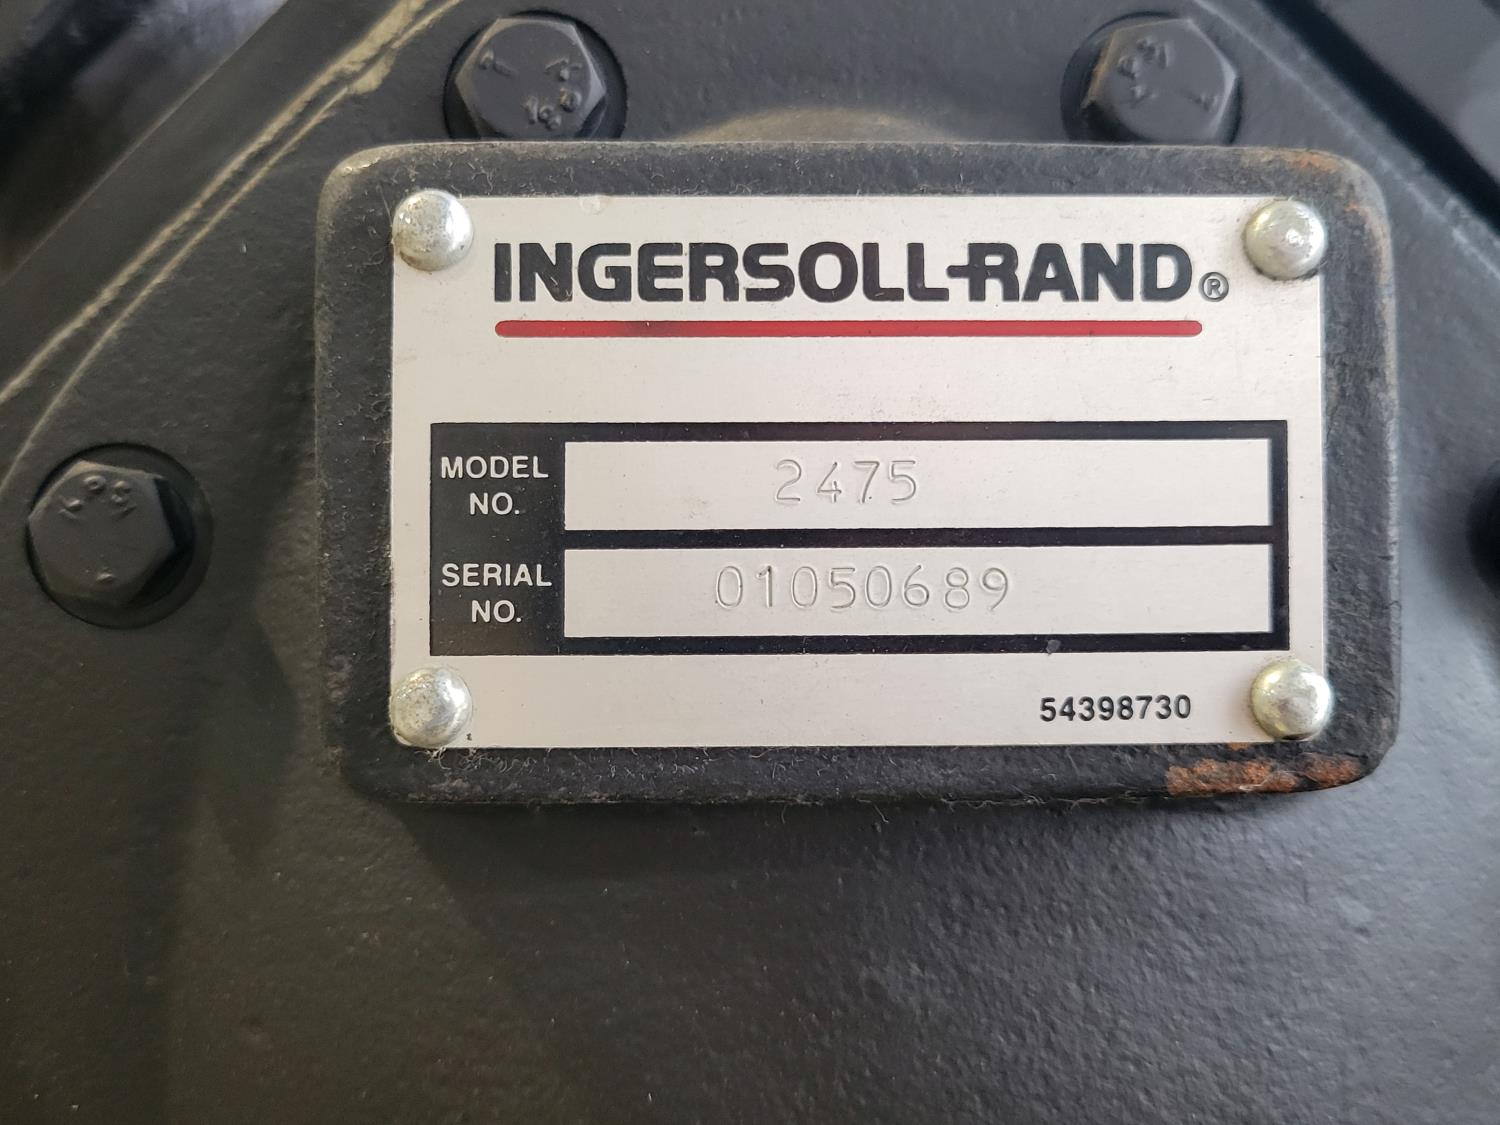 INGERSOLL-RAND®
MODEL NO. 2475
SERIAL NO. 01050689
54398730